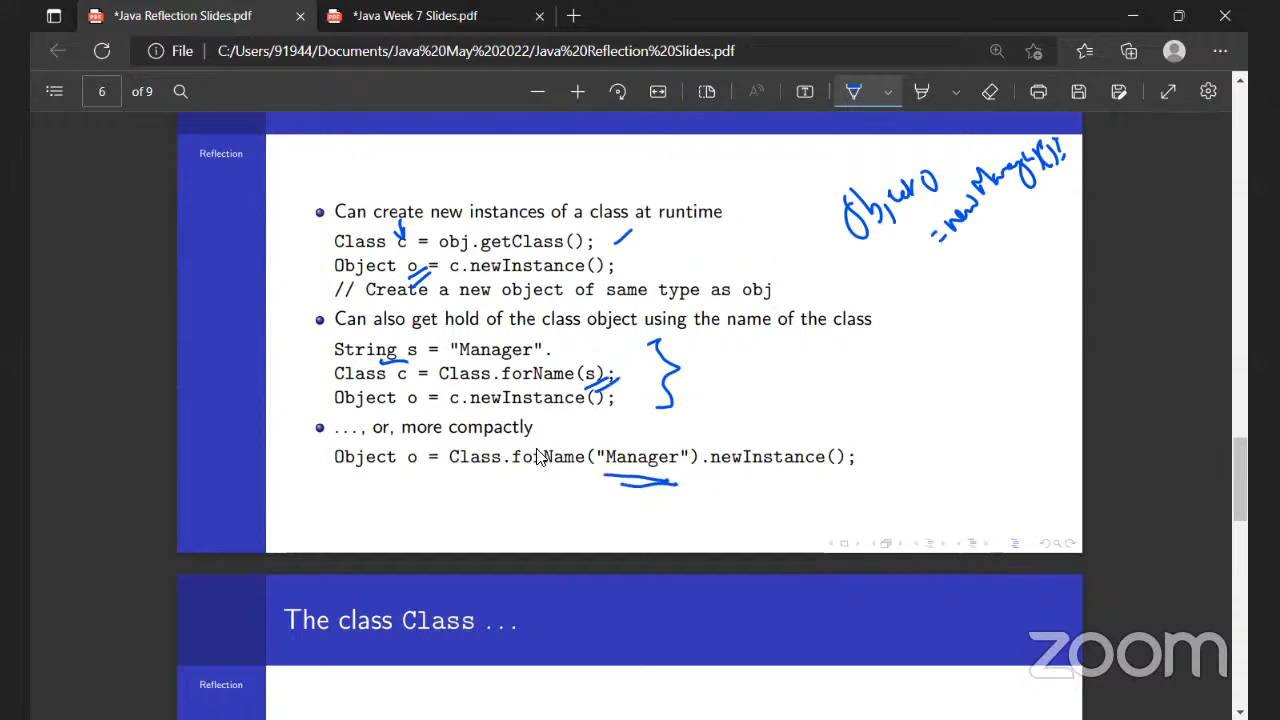 *Java Reflection Slides.pdf
*Java Week 7 Slides.pdf
File
C:/Users/91944/Documents/Java%20May%202022/Java%20Reflection%20Slides.pdf
6 of 9
Reflection
Object o
= new Manager();
Can create new instances of a class at runtime
Class c = obj.getClass();
Object o = c.newInstance();
// Create a new object of same type as obj
Can also get hold of the class object using the name of the class
String s = "Manager".
Class c = Class.forName(s);
Object o = c.newInstance();
..., or, more compactly
Object o = Class.forName("Manager").newInstance();
The class Class ...
zoom
Reflection